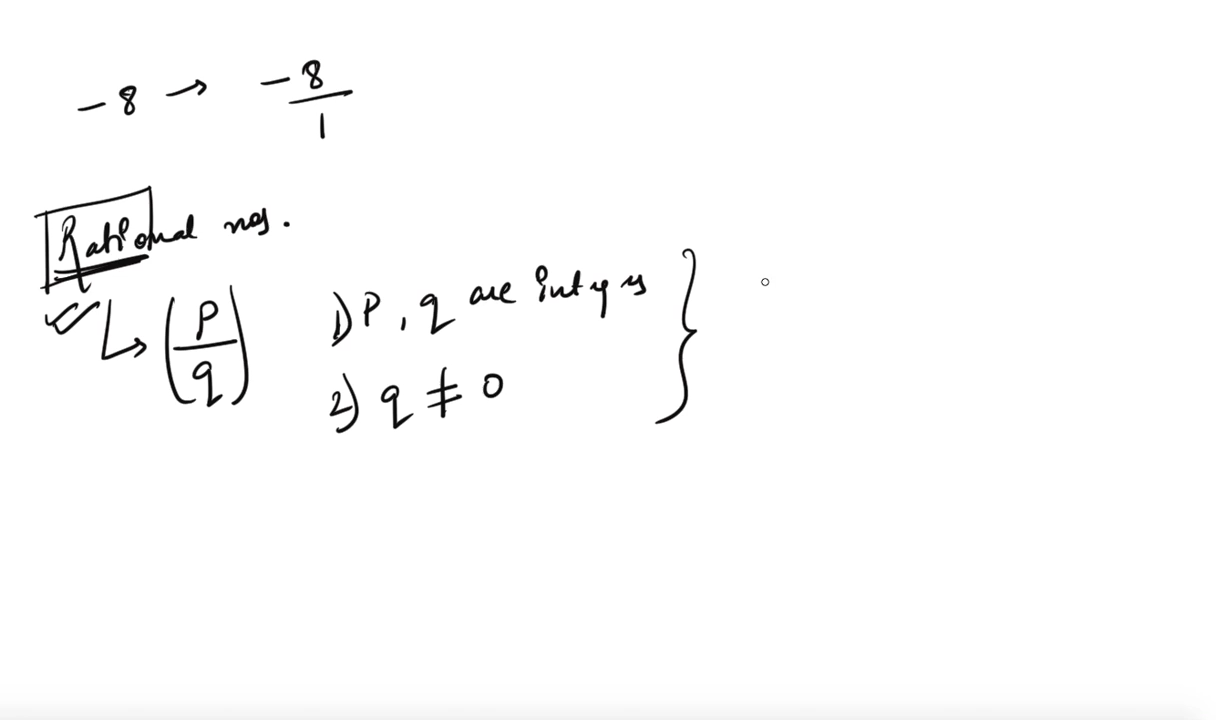 -8 → -8/1
Rational nos.
(p/q) 1) P, q are integers
2) q ≠ 0